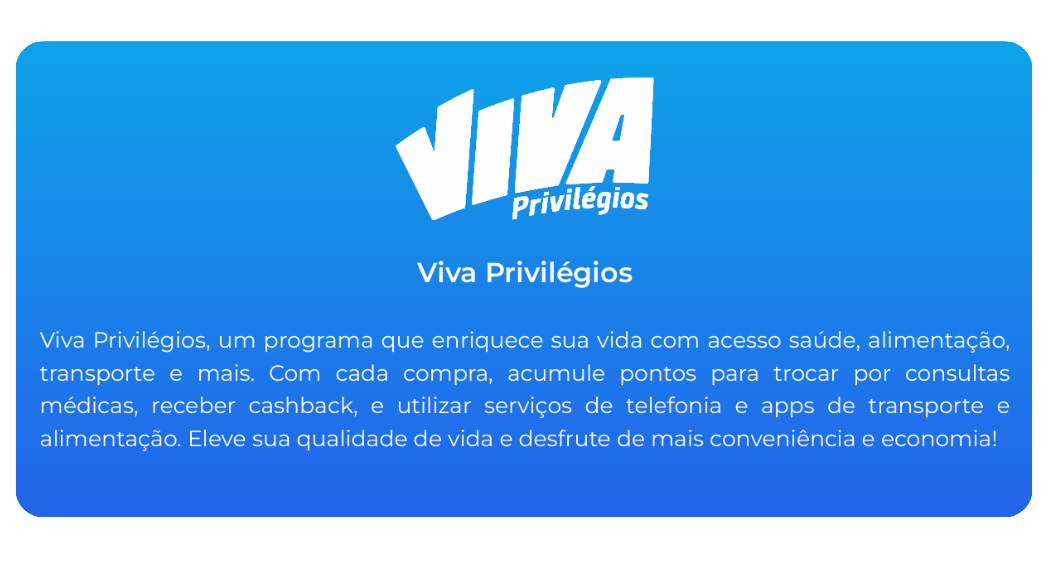 VIVA
Privilégios
Viva Privilégios
Viva Privilégios, um programa que enriquece sua vida com acesso saúde, alimentação,
transporte e mais. Com cada compra, acumule pontos para trocar por consultas
médicas, receber cashback, e utilizar serviços de telefonia e apps de transporte e
alimentação. Eleve sua qualidade de vida e desfrute de mais conveniência e economia!